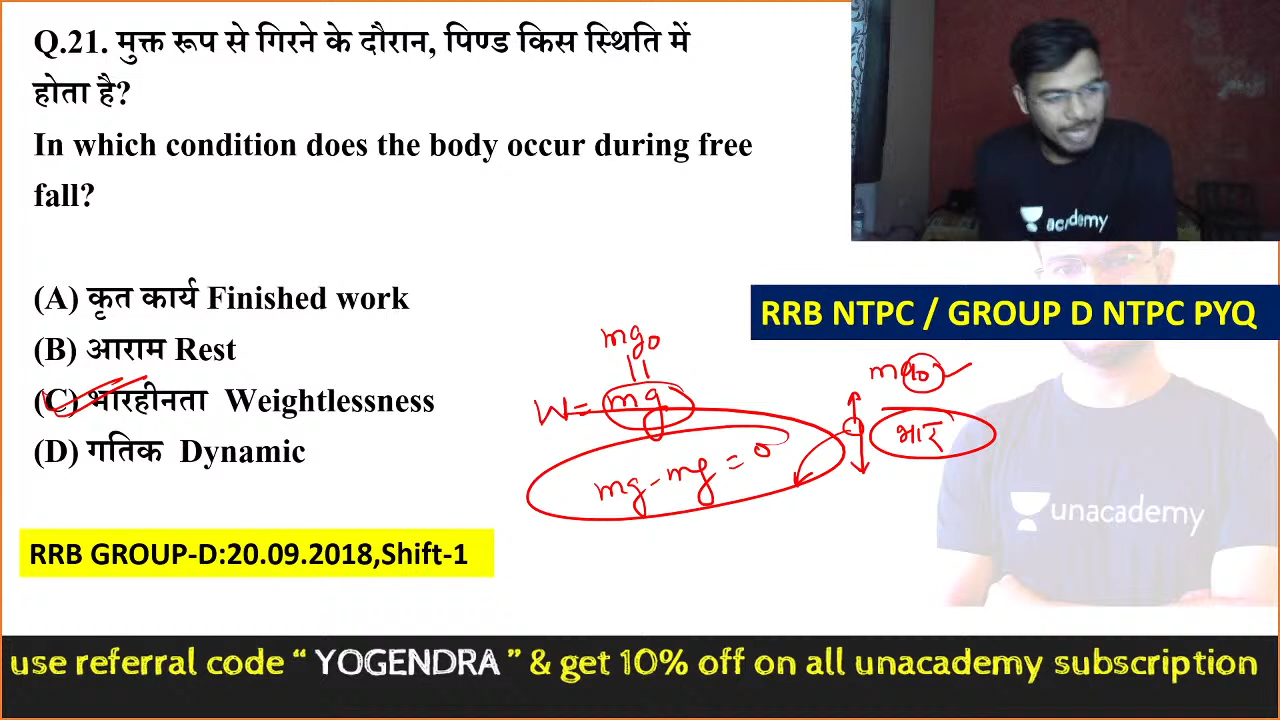 Q.21. मुक्त रूप से गिरने के दौरान, पिण्ड किस स्थिति में
होता है?
In which condition does the body occur during free
fall?
(A) कृत कार्य Finished work
(B) आराम Rest
(C) भारहीनता Weightlessness
(D) गतिक Dynamic
RRB GROUP-D:20.09.2018,Shift-1
academy
RRB NTPC / GROUP D NTPC PYQ
mg₀
W = mg
mg - mg = 0
भार
unacademy
use referral code “ YOGENDRA ” & get 10% off on all unacademy subscription